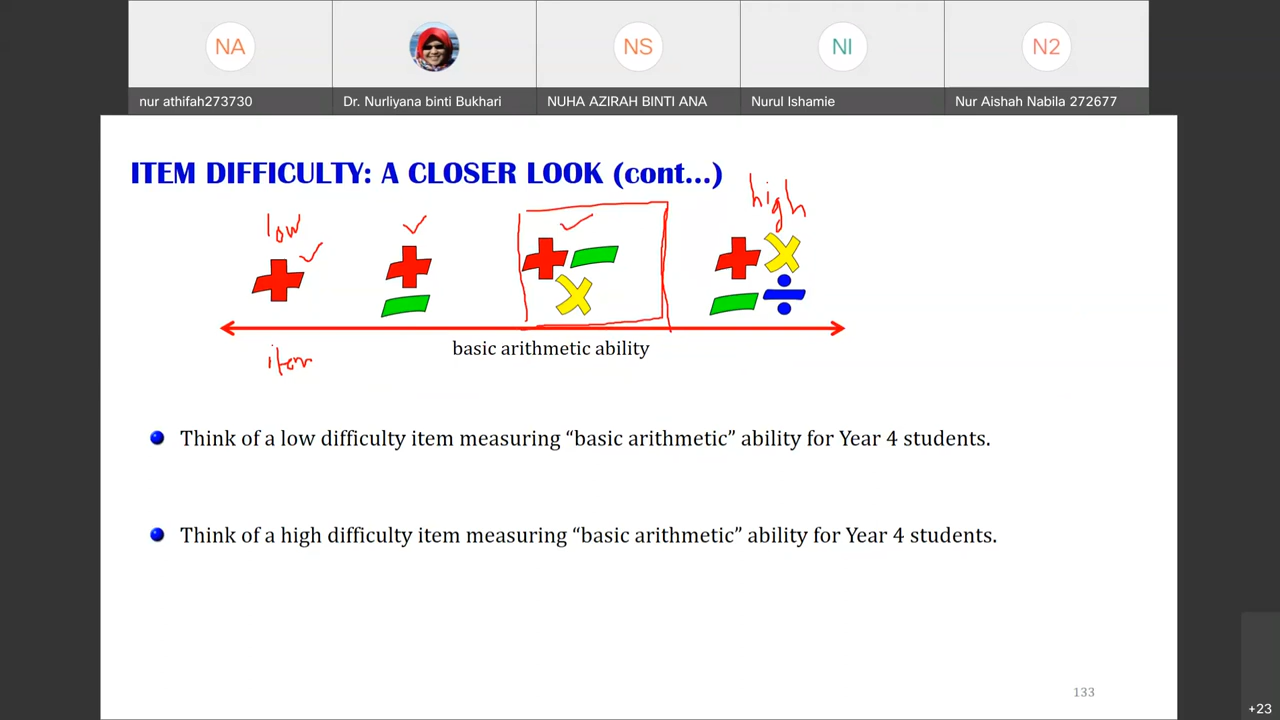 NA
NS
NI
N2
nur athifah273730
Dr. Nurliyana binti Bukhari
NUHA AZIRAH BINTI ANA
Nurul Ishamie
Nur Aishah Nabila 272677
ITEM DIFFICULTY: A CLOSER LOOK (cont...)
low
high
item
basic arithmetic ability
Think of a low difficulty item measuring “basic arithmetic” ability for Year 4 students.
Think of a high difficulty item measuring “basic arithmetic” ability for Year 4 students.
133
+23